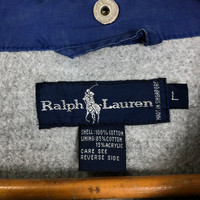 Ralph Lauren
L
MADE IN SINGAPORE
SHELL: 100% COTTON
LINING: 85% COTTON
15% ACRYLIC
CARE SEE
REVERSE SIDE